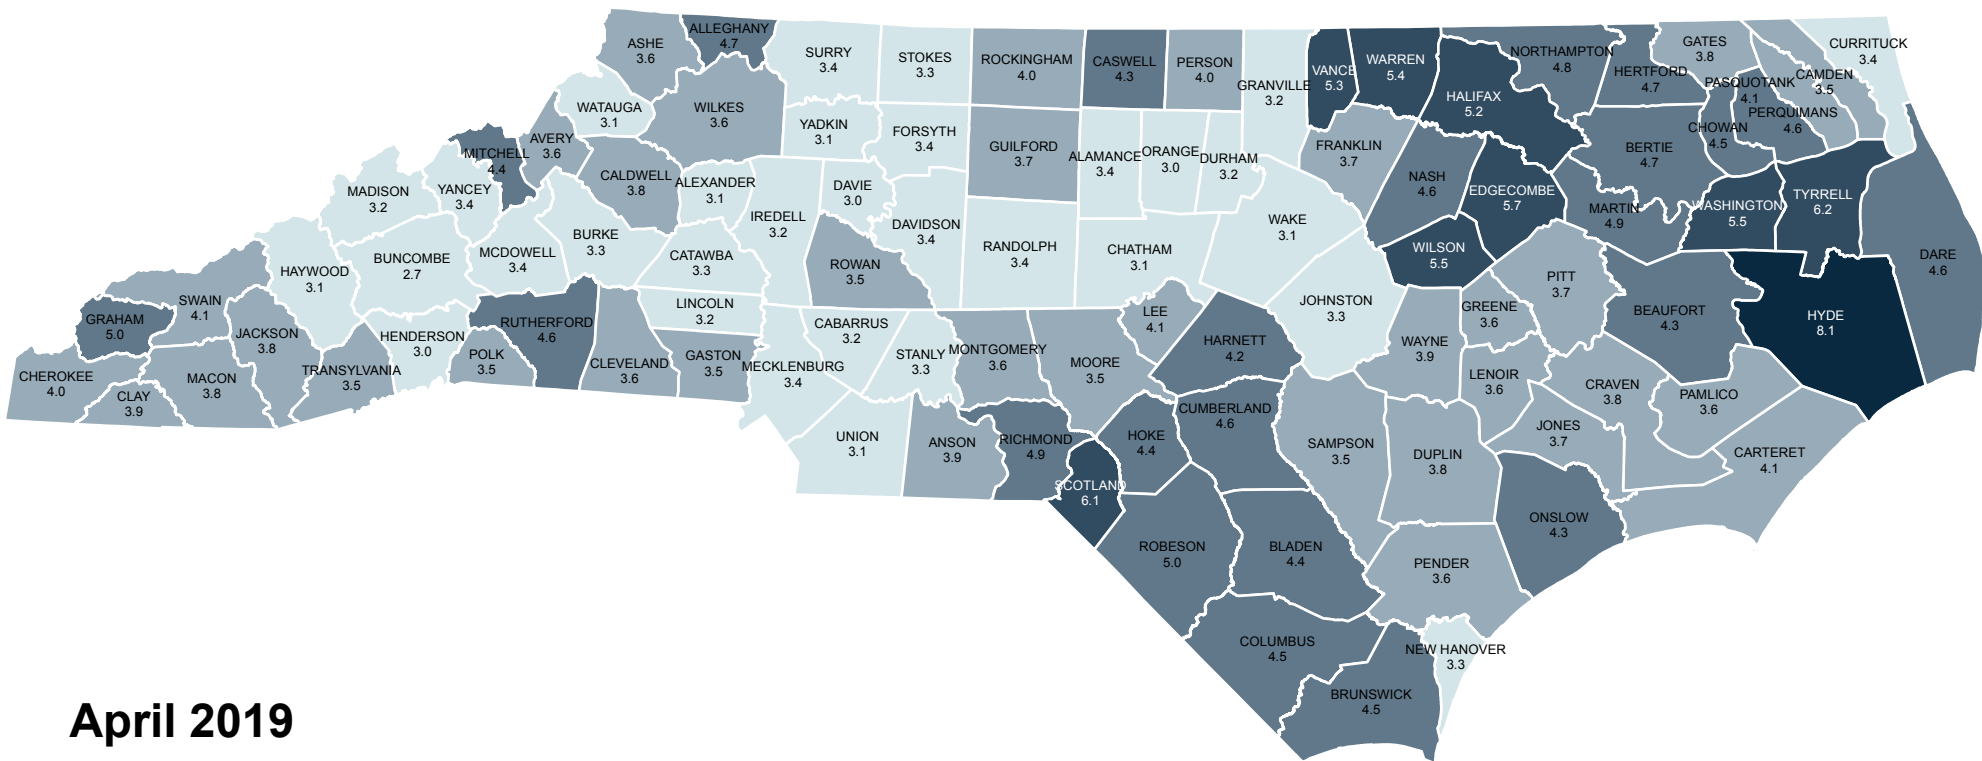 ALLEGHANY
4.7
ASHE
3.6
SURRY
3.4
STOKES
3.3
ROCKINGHAM
4.0
CASWELL
4.3
PERSON
4.0
GRANVILLE
3.2
VANCE
5.3
WARREN
5.4
HALIFAX
5.2
NORTHAMPTON
4.8
HERTFORD
4.7
GATES
3.8
PASQUOTANK
4.1
CAMDEN
3.5
CURRITUCK
3.4
PERQUIMANS
4.6
CHOWAN
4.5
WATAUGA
3.1
WILKES
3.6
YADKIN
3.1
FORSYTH
3.4
GUILFORD
3.7
ALAMANCE
3.4
ORANGE
3.0
DURHAM
3.2
FRANKLIN
3.7
NASH
4.6
EDGECOMBE
5.7
BERTIE
4.7
MARTIN
4.9
WASHINGTON
5.5
TYRRELL
6.2
DARE
4.6
AVERY
3.6
MITCHELL
4.4
CALDWELL
3.8
ALEXANDER
3.1
IREDELL
3.2
DAVIE
3.0
DAVIDSON
3.4
RANDOLPH
3.4
CHATHAM
3.1
WAKE
3.1
WILSON
5.5
MADISON
3.2
YANCEY
3.4
BUNCOMBE
2.7
MCDOWELL
3.4
BURKE
3.3
CATAWBA
3.3
ROWAN
3.5
LINCOLN
3.2
HAYWOOD
3.1
SWAIN
4.1
GRAHAM
5.0
JACKSON
3.8
HENDERSON
3.0
RUTHERFORD
4.6
POLK
3.5
CLEVELAND
3.6
GASTON
3.5
MECKLENBURG
3.4
CABARRUS
3.2
STANLY
3.3
MONTGOMERY
3.6
MOORE
3.5
LEE
4.1
HARNETT
4.2
JOHNSTON
3.3
WAYNE
3.9
GREENE
3.6
PITT
3.7
BEAUFORT
4.3
HYDE
8.1
CHEROKEE
4.0
CLAY
3.9
MACON
3.8
TRANSYLVANIA
3.5
LENOIR
3.6
CRAVEN
3.8
PAMLICO
3.6
JONES
3.7
CARTERET
4.1
UNION
3.1
ANSON
3.9
RICHMOND
4.9
SCOTLAND
6.1
HOKE
4.4
CUMBERLAND
4.6
SAMPSON
3.5
DUPLIN
3.8
ONSLOW
4.3
ROBESON
5.0
BLADEN
4.4
PENDER
3.6
COLUMBUS
4.5
NEW HANOVER
3.3
BRUNSWICK
4.5
April 2019